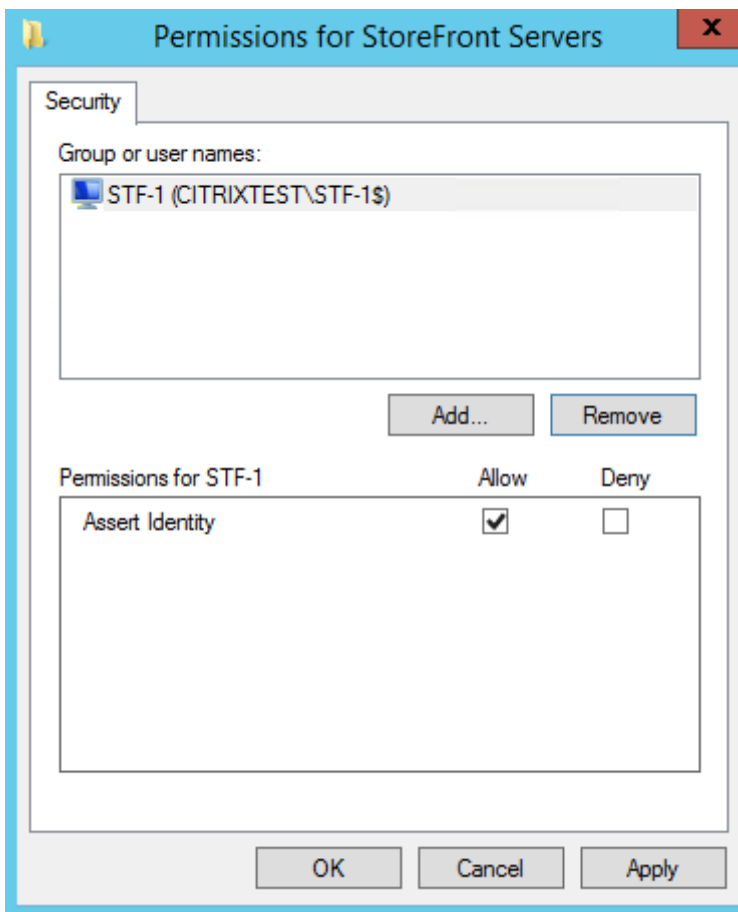 Permissions for StoreFront Servers
x
Security
Group or user names:
STF-1 (CITRIXTEST\STF-1$)
Add... Remove
Permissions for STF-1 Allow Deny
Assert Identity
OK Cancel Apply